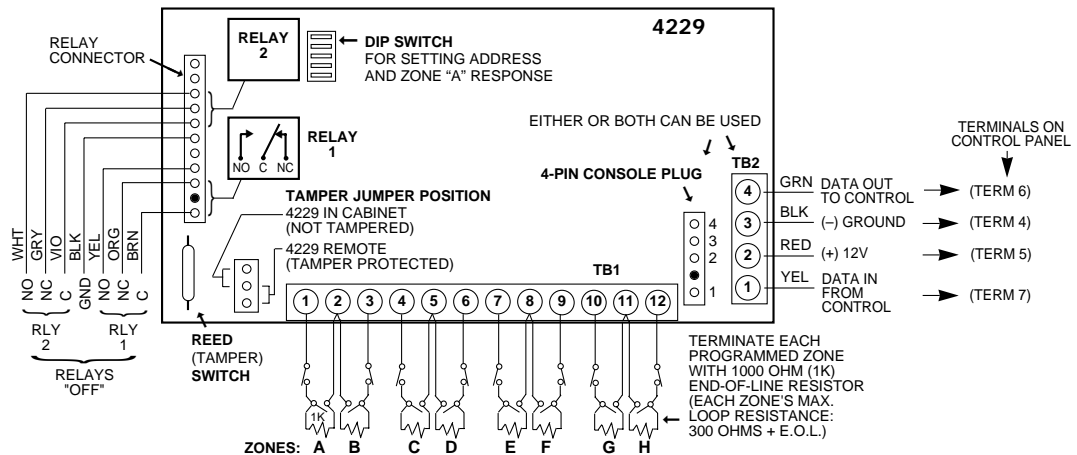 4229
RELAY
CONNECTOR
RELAY
2
DIP SWITCH
FOR SETTING ADDRESS
AND ZONE “A” RESPONSE
RELAY
1
NO C NC
EITHER OR BOTH CAN BE USED
TERMINALS ON
CONTROL PANEL
4-PIN CONSOLE PLUG
TB2
4 GRN DATA OUT
TO CONTROL
(TERM 6)
3 BLK (–) GROUND
(TERM 4)
2 RED (+) 12V
(TERM 5)
1 YEL DATA IN
FROM
CONTROL
(TERM 7)
4
3
2
1
TAMPER JUMPER POSITION
4229 IN CABINET
(NOT TAMPERED)
4229 REMOTE
(TAMPER PROTECTED)
WHT GRY VIO BLK YEL ORG BRN
NO NC C GND NO NC C
RLY
2
RLY
1
RELAYS
"OFF"
REED
(TAMPER)
SWITCH
TB1
1 2 3 4 5 6 7 8 9 10 11 12
1K
ZONES: A B C D E F G H
TERMINATE EACH
PROGRAMMED ZONE
WITH 1000 OHM (1K)
END-OF-LINE RESISTOR
(EACH ZONE'S MAX.
LOOP RESISTANCE:
300 OHMS + E.O.L.)